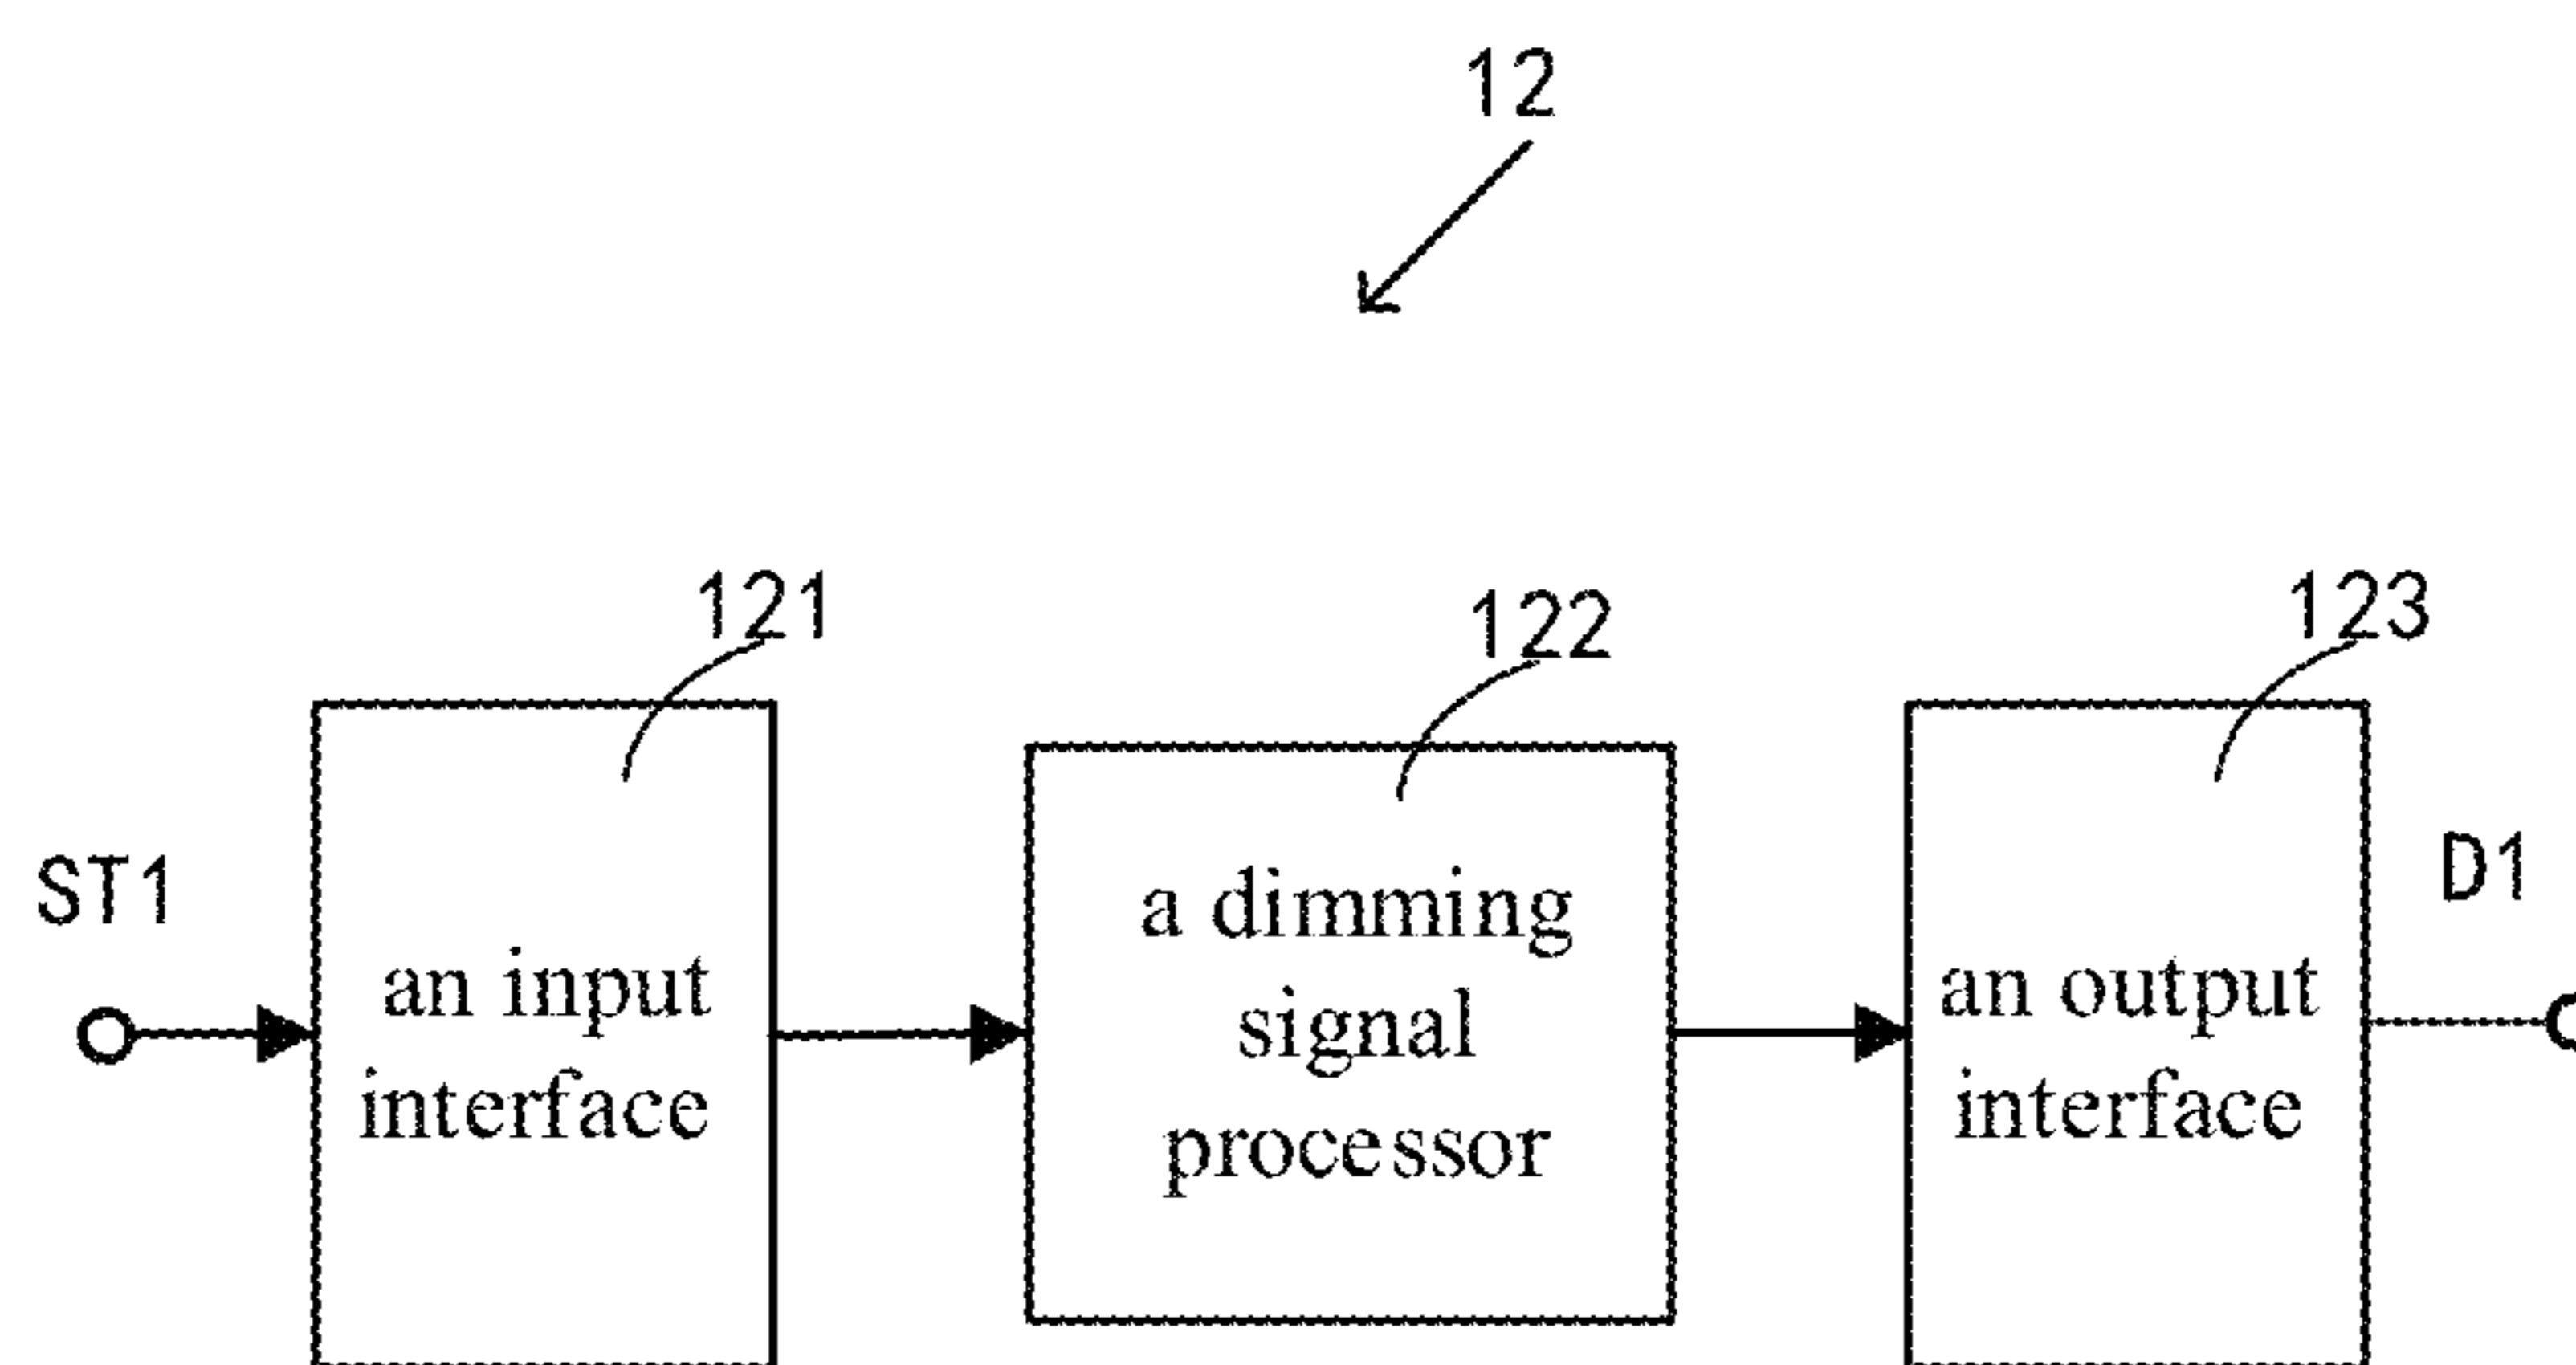 12
121
122
123
ST1
an input
interface
a dimming
signal
processor
an output
interface
D1